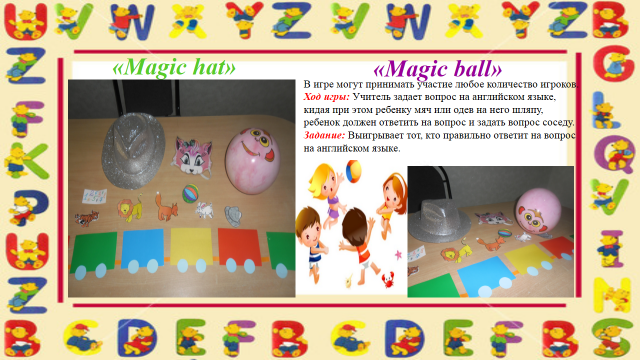 «Magic hat»
«Magic ball»
В игре могут принимать участие любое количество игроков.
Ход игры: Учитель задает вопрос на английском языке,
кидая при этом ребенку мяч или одев на него шляпу,
ребенок должен ответить на вопрос и задать вопрос соседу.
Задание: Выигрывает тот, кто правильно ответит на вопрос
на английском языке.